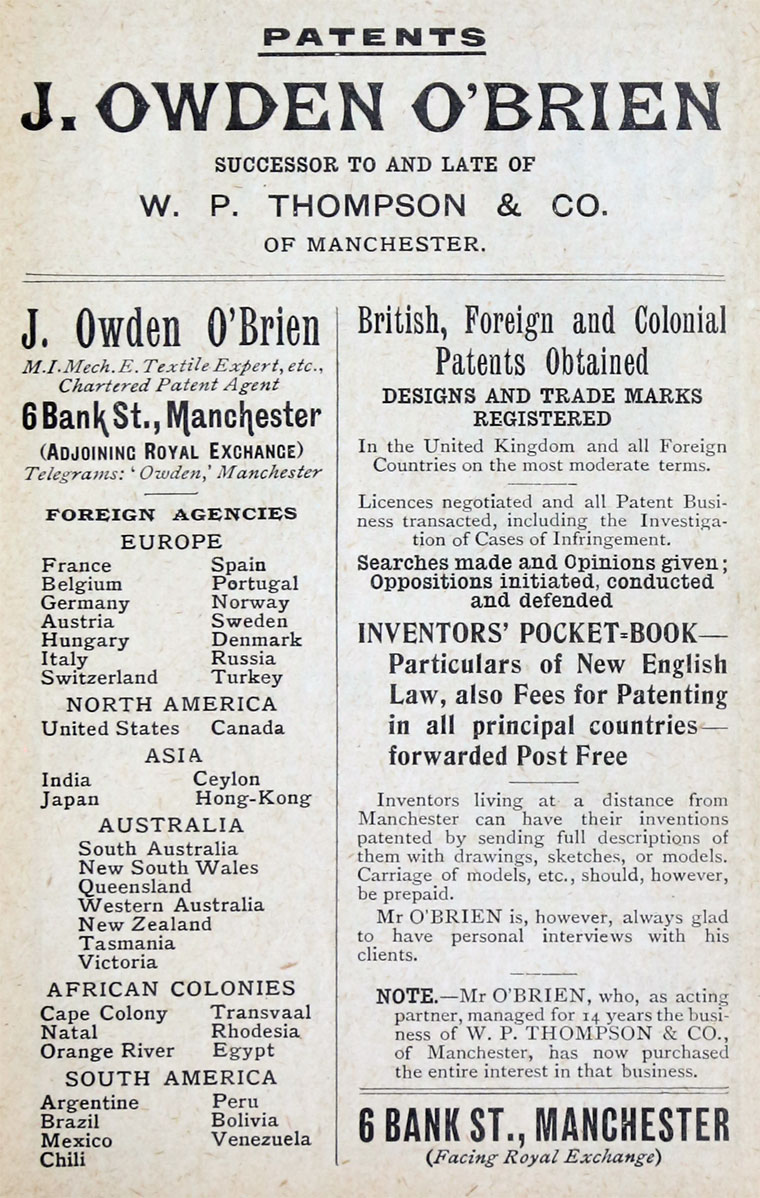 PATENTS
J. OWDEN O'BRIEN
SUCCESSOR TO AND LATE OF
W. P. THOMPSON & CO.
OF MANCHESTER.
J. Owden O'Brien
M.I.Mech.E. Textile Expert, etc.,
Chartered Patent Agent
6 Bank St., Manchester
(ADJOINING ROYAL EXCHANGE)
Telegrams: 'Owden,' Manchester
FOREIGN AGENCIES
EUROPE
France Spain
Belgium Portugal
Germany Norway
Austria Sweden
Hungary Denmark
Italy Russia
Switzerland Turkey
NORTH AMERICA
United States Canada
ASIA
India Ceylon
Japan Hong-Kong
AUSTRALIA
South Australia
New South Wales
Queensland
Western Australia
New Zealand
Tasmania
Victoria
AFRICAN COLONIES
Cape Colony Transvaal
Natal Rhodesia
Orange River Egypt
SOUTH AMERICA
Argentine Peru
Brazil Bolivia
Mexico Venezuela
Chili
British, Foreign and Colonial
Patents Obtained
DESIGNS AND TRADE MARKS
REGISTERED
In the United Kingdom and all Foreign
Countries on the most moderate terms.
Licences negotiated and all Patent Busi-
ness transacted, including the Investiga-
tion of Cases of Infringement.
Searches made and Opinions given;
Oppositions initiated, conducted
and defended
INVENTORS' POCKET-BOOK—
Particulars of New English
Law, also Fees for Patenting
in all principal countries—
forwarded Post Free
Inventors living at a distance from
Manchester can have their inventions
patented by sending full descriptions of
them with drawings, sketches, or models.
Carriage of models, etc., should, however,
be prepaid.
Mr O'BRIEN is, however, always glad
to have personal interviews with his
clients.
NOTE.—Mr O'BRIEN, who, as acting
partner, managed for 14 years the busi-
ness of W. P. THOMPSON & CO.,
of Manchester, has now purchased
the entire interest in that business.
6 BANK ST., MANCHESTER
(Facing Royal Exchange)